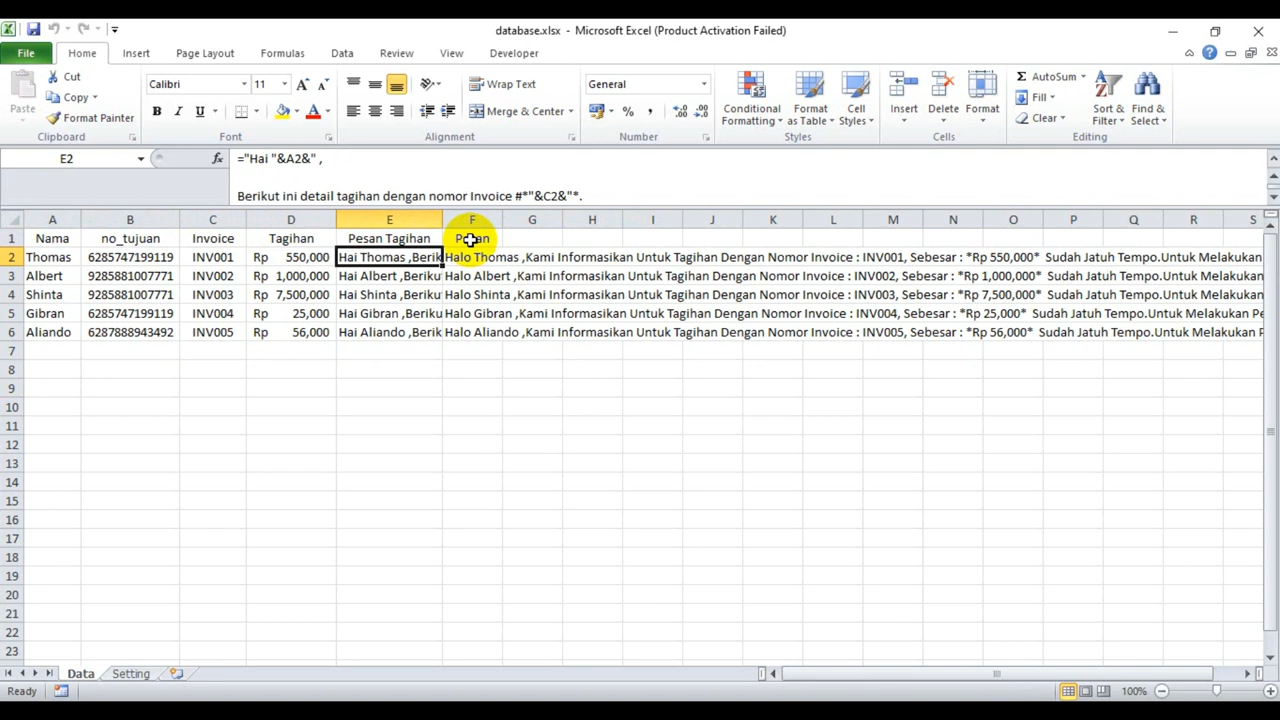 database.xlsx - Microsoft Excel (Product Activation Failed)
File Home Insert Page Layout Formulas Data Review View Developer
Paste
Cut
Copy
Format Painter
Clipboard
Calibri 11
B I U
Font
Wrap Text
Merge & Center
Alignment
General
Number
Conditional Formatting
Format as Table
Cell Styles
Styles
Insert Delete Format
Cells
AutoSum
Fill
Clear
Sort & Filter
Find & Select
Editing
E2 fx ="Hai "&A2&" ,
Berikut ini detail tagihan dengan nomor Invoice #*"&C2&"*.
A B C D E F G H I J K L M N O P Q R S
1 Nama no_tujuan Invoice Tagihan Pesan Tagihan Pesan
2 Thomas 6285747199119 INV001 Rp 550,000 Hai Thomas ,Berik Halo Thomas ,Kami Informasikan Untuk Tagihan Dengan Nomor Invoice : INV001, Sebesar : *Rp 550,000* Sudah Jatuh Tempo.Untuk Melakukan
3 Albert 9285881007771 INV002 Rp 1,000,000 Hai Albert ,Beriku Halo Albert ,Kami Informasikan Untuk Tagihan Dengan Nomor Invoice : INV002, Sebesar : *Rp 1,000,000* Sudah Jatuh Tempo.Untuk Melakukan
4 Shinta 9285881007771 INV003 Rp 7,500,000 Hai Shinta ,Beriku Halo Shinta ,Kami Informasikan Untuk Tagihan Dengan Nomor Invoice : INV003, Sebesar : *Rp 7,500,000* Sudah Jatuh Tempo.Untuk Melakukan
5 Gibran 6285747199119 INV004 Rp 25,000 Hai Gibran ,Beriku Halo Gibran ,Kami Informasikan Untuk Tagihan Dengan Nomor Invoice : INV004, Sebesar : *Rp 25,000* Sudah Jatuh Tempo.Untuk Melakukan Pe
6 Aliando 6287888943492 INV005 Rp 56,000 Hai Aliando ,Berik Halo Aliando ,Kami Informasikan Untuk Tagihan Dengan Nomor Invoice : INV005, Sebesar : *Rp 56,000* Sudah Jatuh Tempo.Untuk Melakukan Pe
7
8
9
10
11
12
13
14
15
16
17
18
19
20
21
22
23
Data Setting
Ready 100%